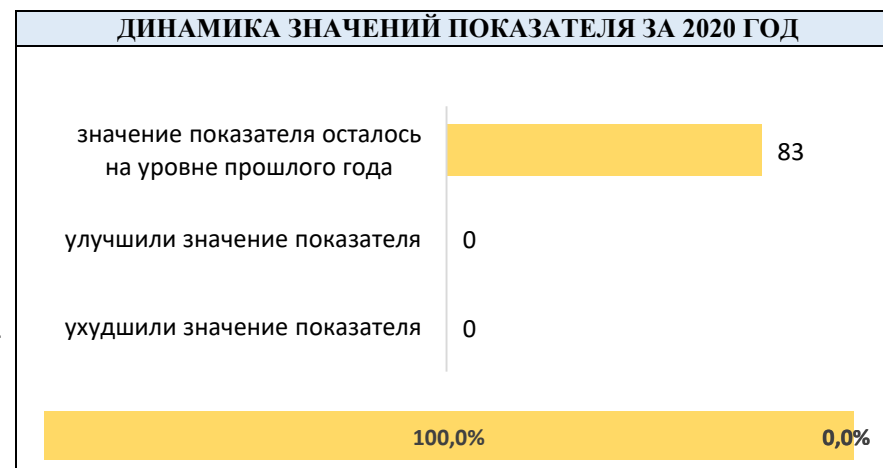 ДИНАМИКА ЗНАЧЕНИЙ ПОКАЗАТЕЛЯ ЗА 2020 ГОД
значение показателя осталось
на уровне прошлого года
83
улучшили значение показателя
0
ухудшили значение показателя
0
100,0%
0,0%